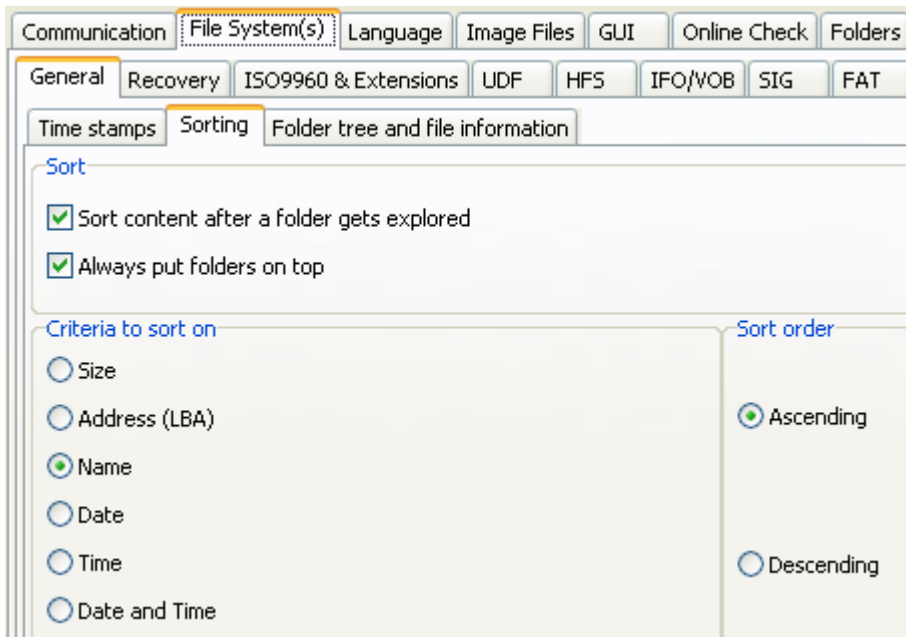 Communication File System(s) Language Image Files GUI Online Check Folders
General Recovery ISO9960 & Extensions UDF HFS IFO/VOB SIG FAT
Time stamps Sorting Folder tree and file information
Sort
Sort content after a folder gets explored
Always put folders on top
Criteria to sort on
Size
Address (LBA)
Name
Date
Time
Date and Time
Sort order
Ascending
Descending